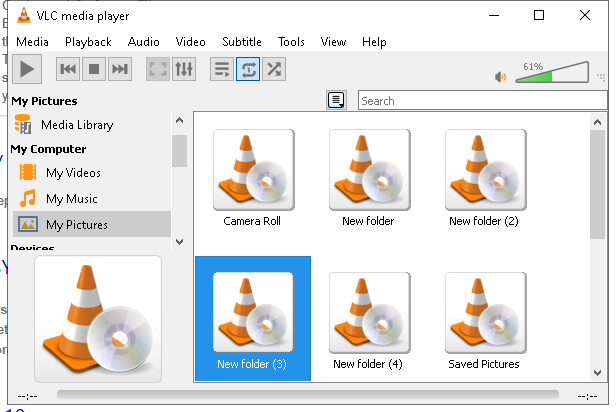 VLC media player
Media Playback Audio Video Subtitle Tools View Help
61%
My Pictures
Search
Media Library
My Computer
My Videos
My Music
My Pictures
Devices
Camera Roll
New folder
New folder (2)
New folder (3)
New folder (4)
Saved Pictures
--:--
--:--